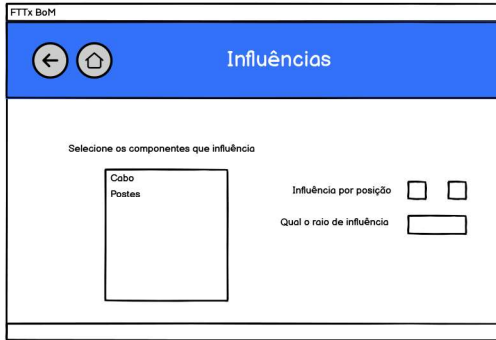 FTTx BoM
Influências
Selecione os componentes que influência
Cabo
Postes
Influência por posição
Qual o raio de influência